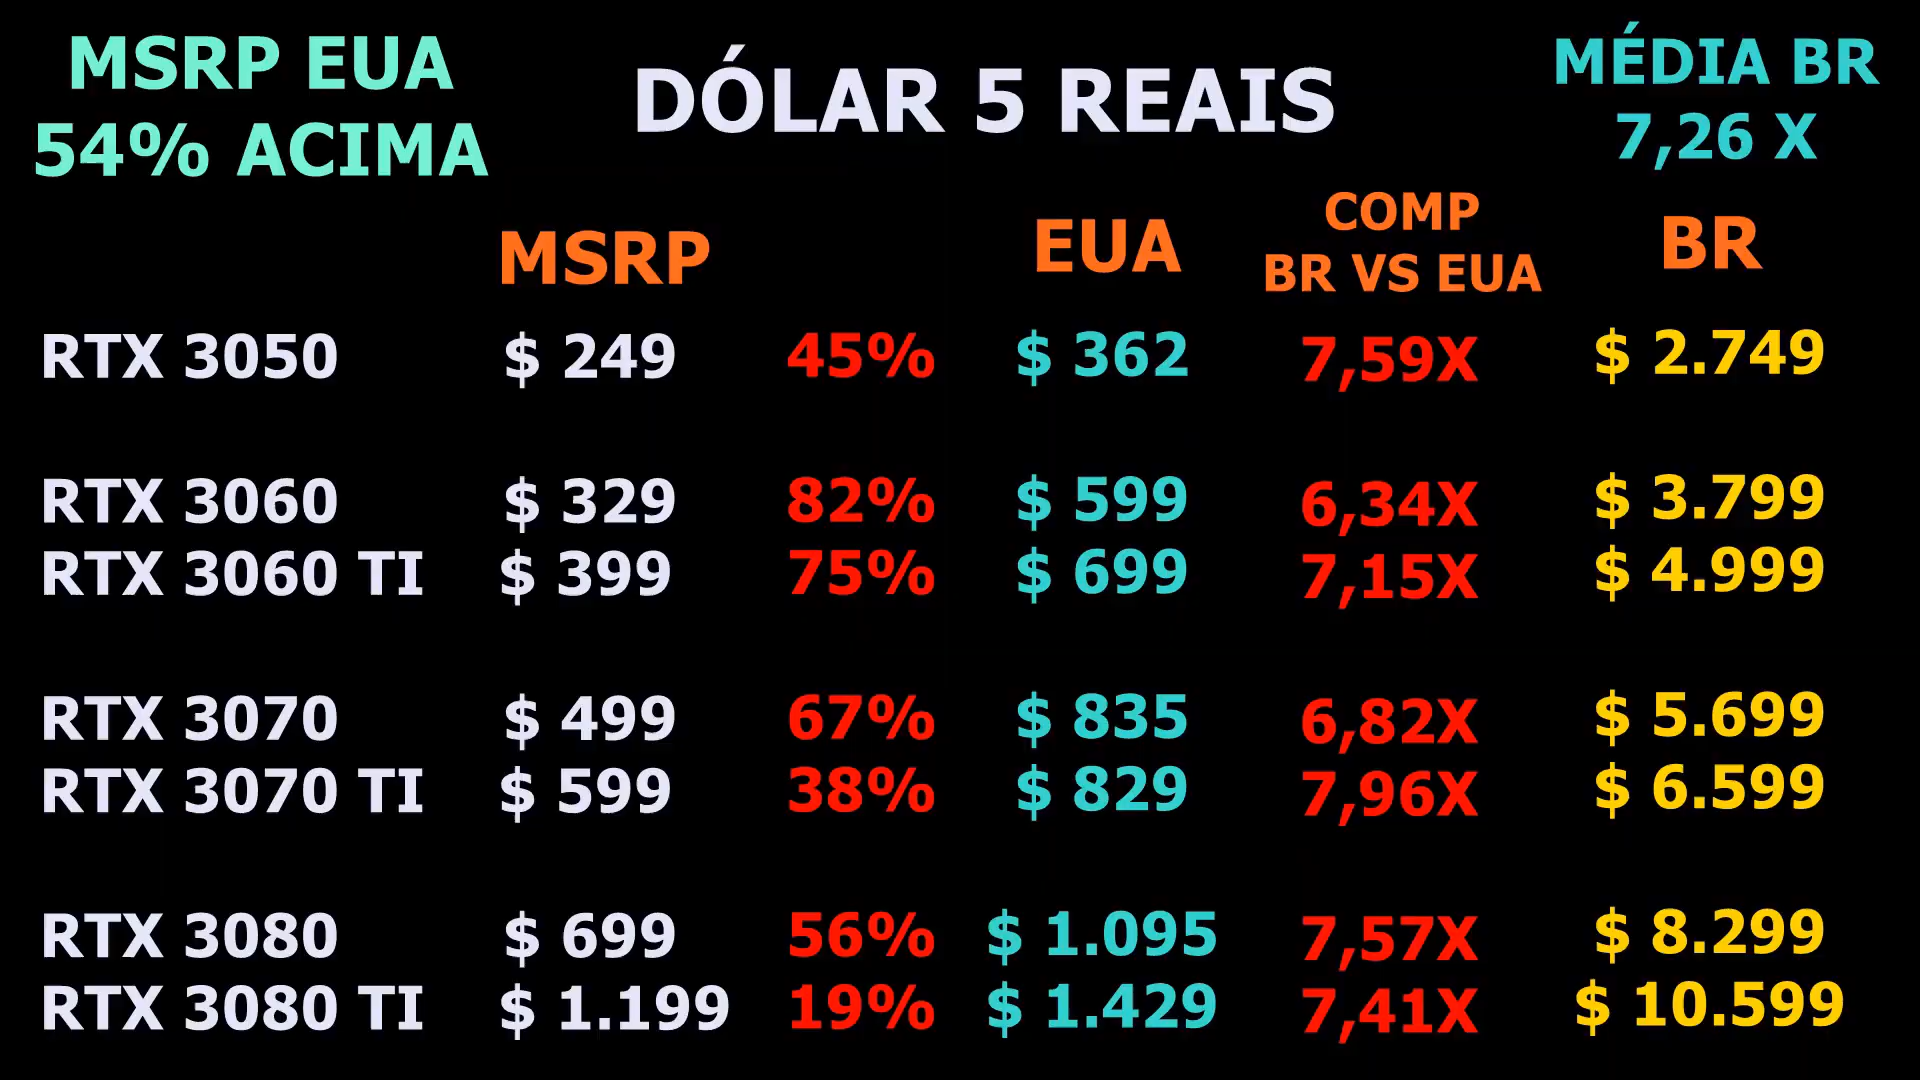 MSRP EUA
54% ACIMA
DÓLAR 5 REAIS
MÉDIA BR
7,26 X
MSRP
EUA
COMP
BR VS EUA
BR
RTX 3050 $ 249 45% $ 362 7,59X $ 2.749
RTX 3060 $ 329 82% $ 599 6,34X $ 3.799
RTX 3060 TI $ 399 75% $ 699 7,15X $ 4.999
RTX 3070 $ 499 67% $ 835 6,82X $ 5.699
RTX 3070 TI $ 599 38% $ 829 7,96X $ 6.599
RTX 3080 $ 699 56% $ 1.095 7,57X $ 8.299
RTX 3080 TI $ 1.199 19% $ 1.429 7,41X $ 10.599